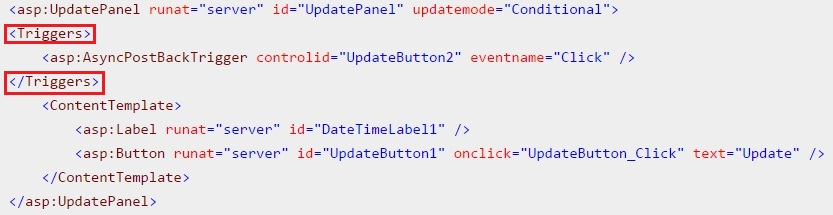 <asp:UpdatePanel runat="server" id="UpdatePanel" updatemode="Conditional">
<Triggers>
<asp:AsyncPostBackTrigger controlid="UpdateButton2" eventname="Click" />
</Triggers>
<ContentTemplate>
<asp:Label runat="server" id="DateTimeLabel1" />
<asp:Button runat="server" id="UpdateButton1" onclick="UpdateButton_Click" text="Update" />
</ContentTemplate>
</asp:UpdatePanel>